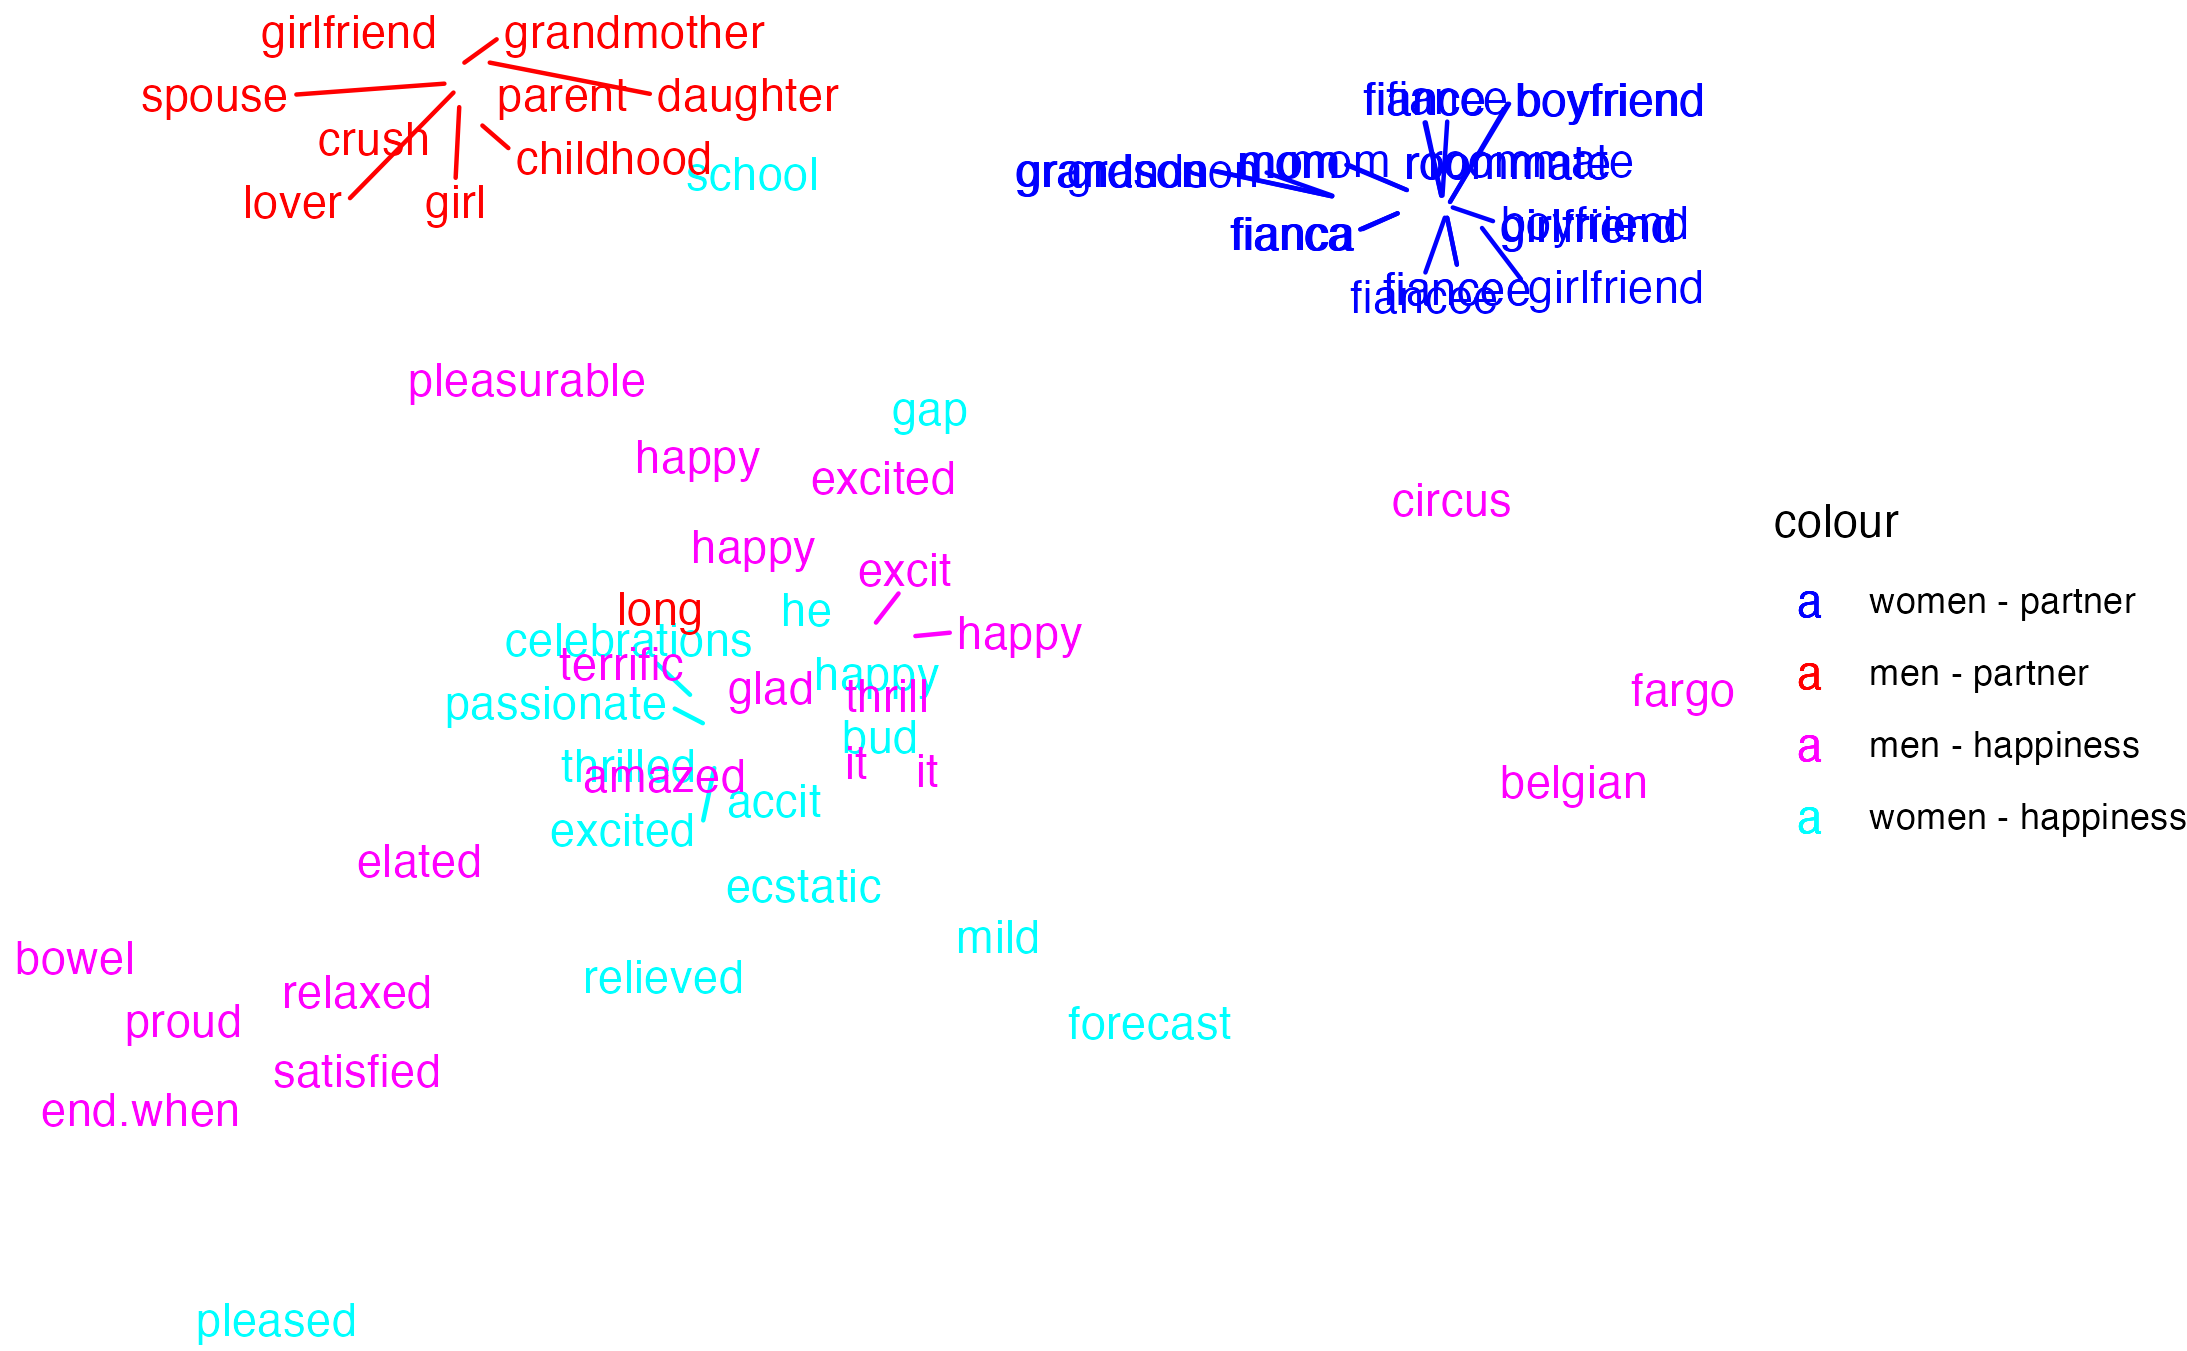 girlfriend
grandmother
spouse
parent
daughter
crush
childhood
school
lover
girl
fiance
fiance
boyfriend
grandson
grandson
mom
mom
roommate
roommate
fianca
boyfriend
girlfriend
fiancee
fiancee
girlfriend
pleasurable
gap
happy
excited
circus
colour
happy
excit
a women - partner
long
he
celebrations
happy
terrific
happy
a men - partner
glad
thrill
fargo
passionate
bud
a men - happiness
thrilled
it
it
amazed
belgian
accit
a women - happiness
excited
elated
ecstatic
mild
bowel
relieved
relaxed
proud
forecast
satisfied
end.when
pleased